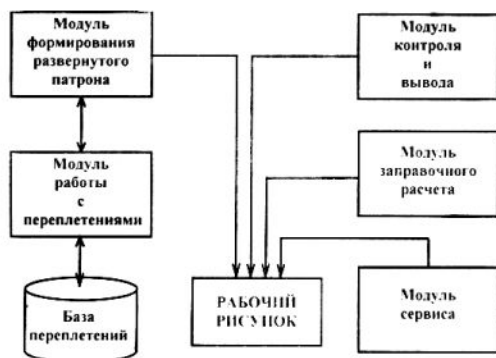 Модуль
формирования
развернутого
патрона
Модуль
контроля
и
вывода
Модуль
работы
с
переплетениями
Модуль
заправочного
расчета
База
переплетений
РАБОЧИЙ
РИСУНОК
Модуль
сервиса